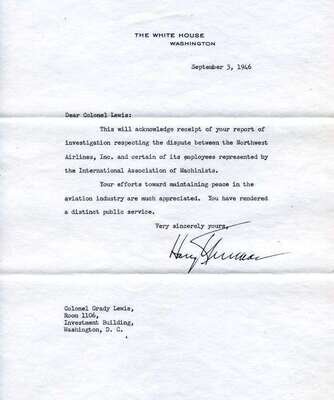 THE WHITE HOUSE
WASHINGTON
September 3, 1946
Dear Colonel Lewis:
This will acknowledge receipt of your report of
investigation respecting the dispute between the Northwest
Airlines, Inc. and certain of its employees represented by
the International Association of Machinists.
Your efforts toward maintaining peace in the
aviation industry are much appreciated. You have rendered
a distinct public service.
Very sincerely yours,
Harry Truman
Colonel Grady Lewis,
Room 1106,
Investment Building,
Washington, D. C.